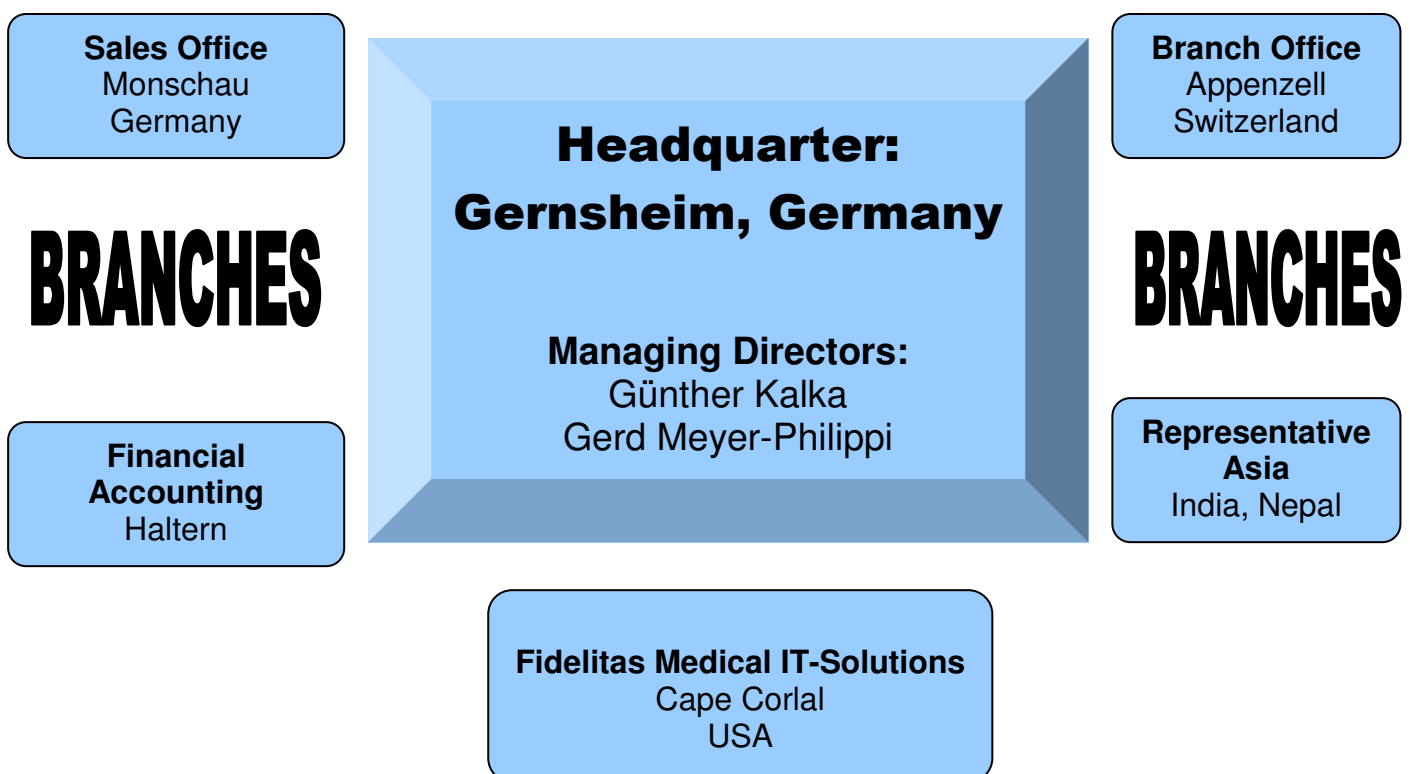 Sales Office
Monschau
Germany
Headquarter:
Gernsheim, Germany
Managing Directors:
Günther Kalka
Gerd Meyer-Philippi
Branch Office
Appenzell
Switzerland
BRANCHES
BRANCHES
Financial
Accounting
Haltern
Representative
Asia
India, Nepal
Fidelitas Medical IT-Solutions
Cape Corlal
USA